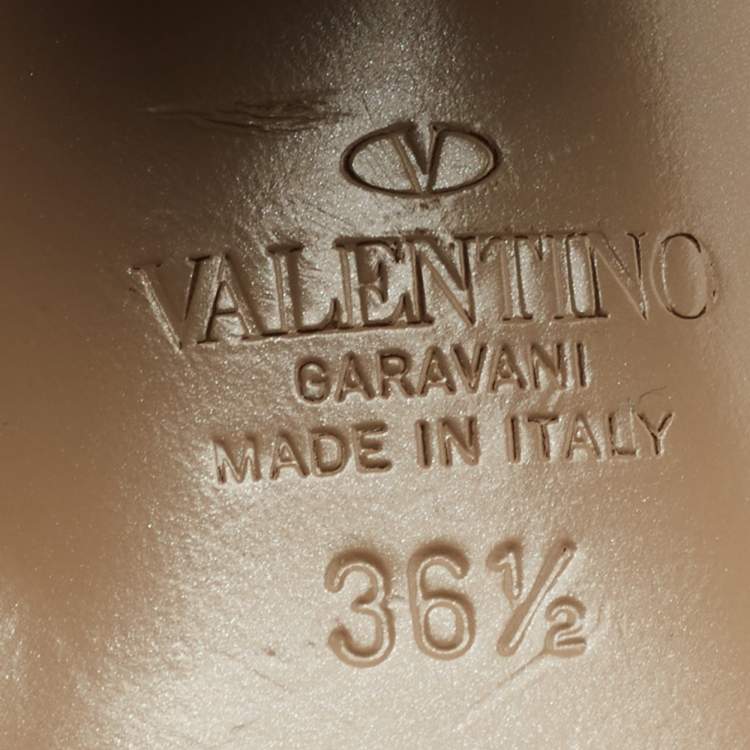 V
VALENTINO
GARAVANI
MADE IN ITALY
36½